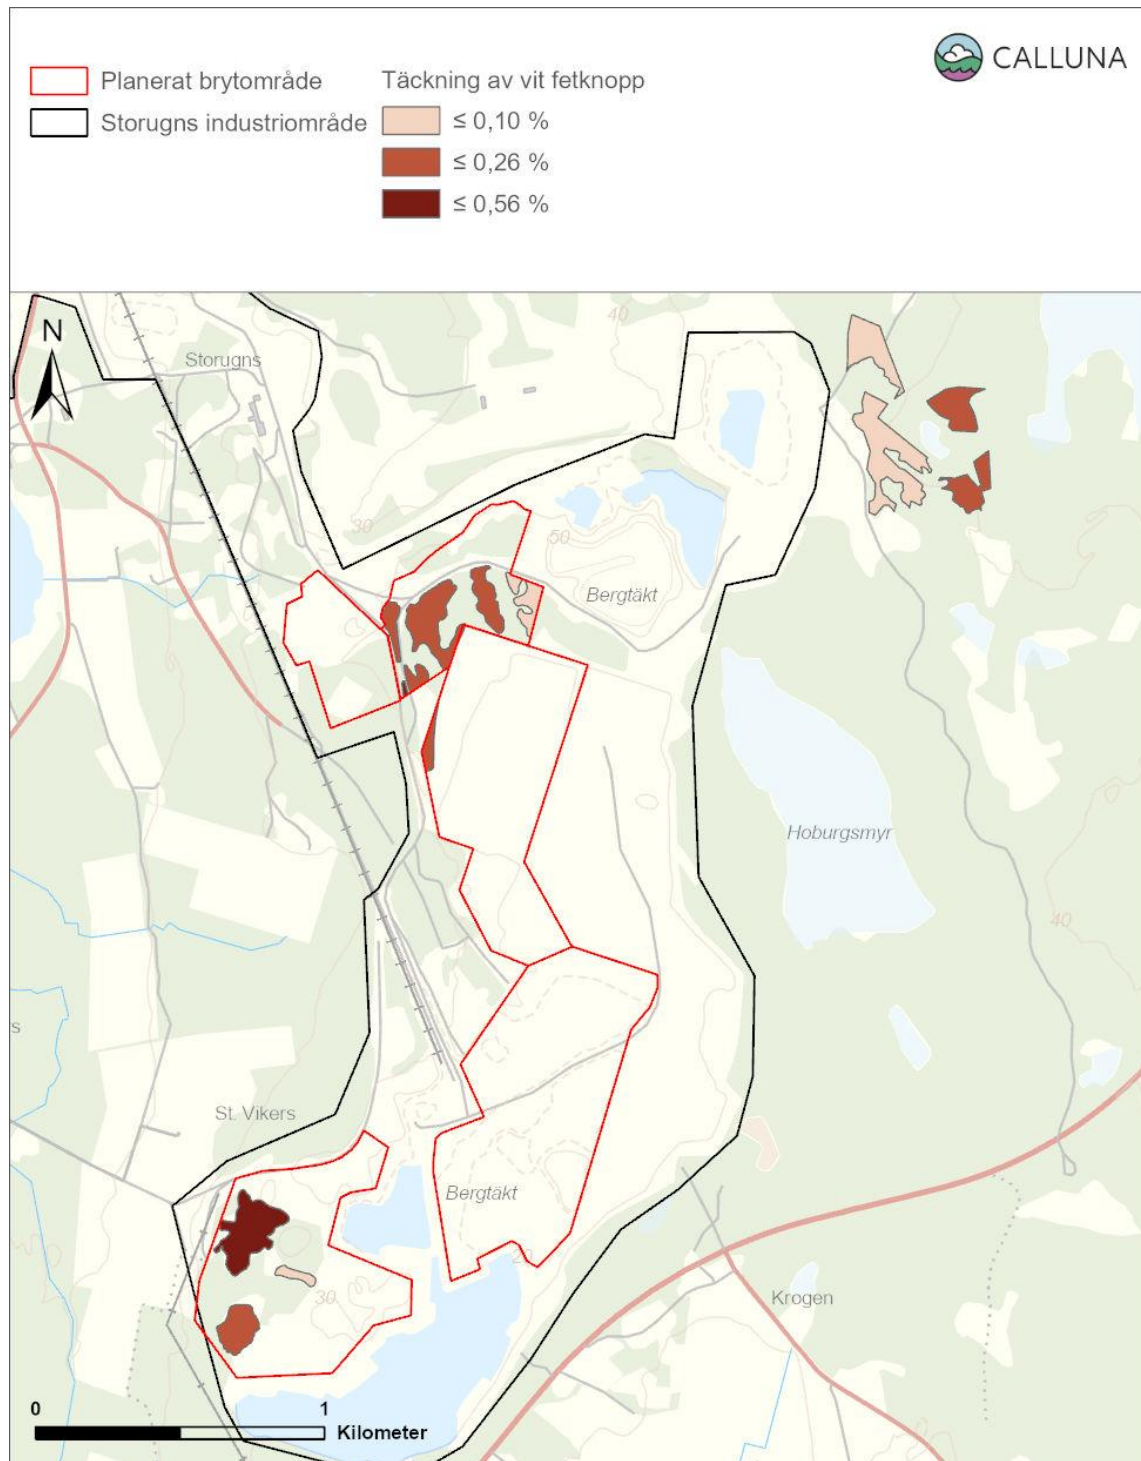 CALLUNA
Planerat brytområde
Storugns industriområde
Täckning av vit fetknopp
≤ 0,10 %
≤ 0,26 %
≤ 0,56 %
N
40
Storugns
30
50
Bergtäkt
Hoburgsmyr
40
s
St. Vikers
Bergtäkt
20
30
Krogen
0 1
Kilometer